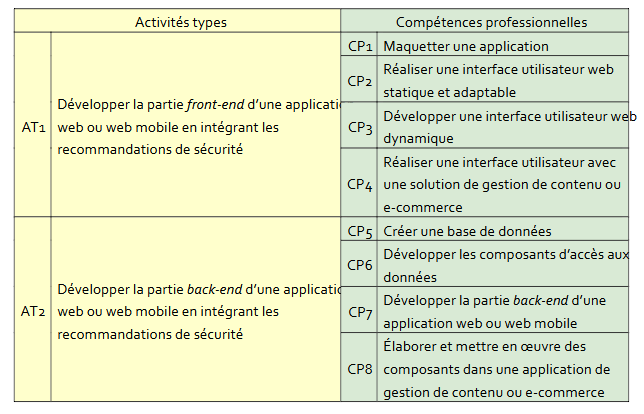 Activités types
Compétences professionnelles
AT1
Développer la partie front-end d'une application
web ou web mobile en intégrant les
recommandations de sécurité
CP1
Maquetter une application
CP2
Réaliser une interface utilisateur web
statique et adaptable
CP3
Développer une interface utilisateur web
dynamique
CP4
Réaliser une interface utilisateur avec
une solution de gestion de contenu ou
e-commerce
AT2
Développer la partie back-end d'une application
web ou web mobile en intégrant les
recommandations de sécurité
CP5
Créer une base de données
CP6
Développer les composants d'accès aux
données
CP7
Développer la partie back-end d'une
application web ou web mobile
CP8
Élaborer et mettre en œuvre des
composants dans une application de
gestion de contenu ou e-commerce